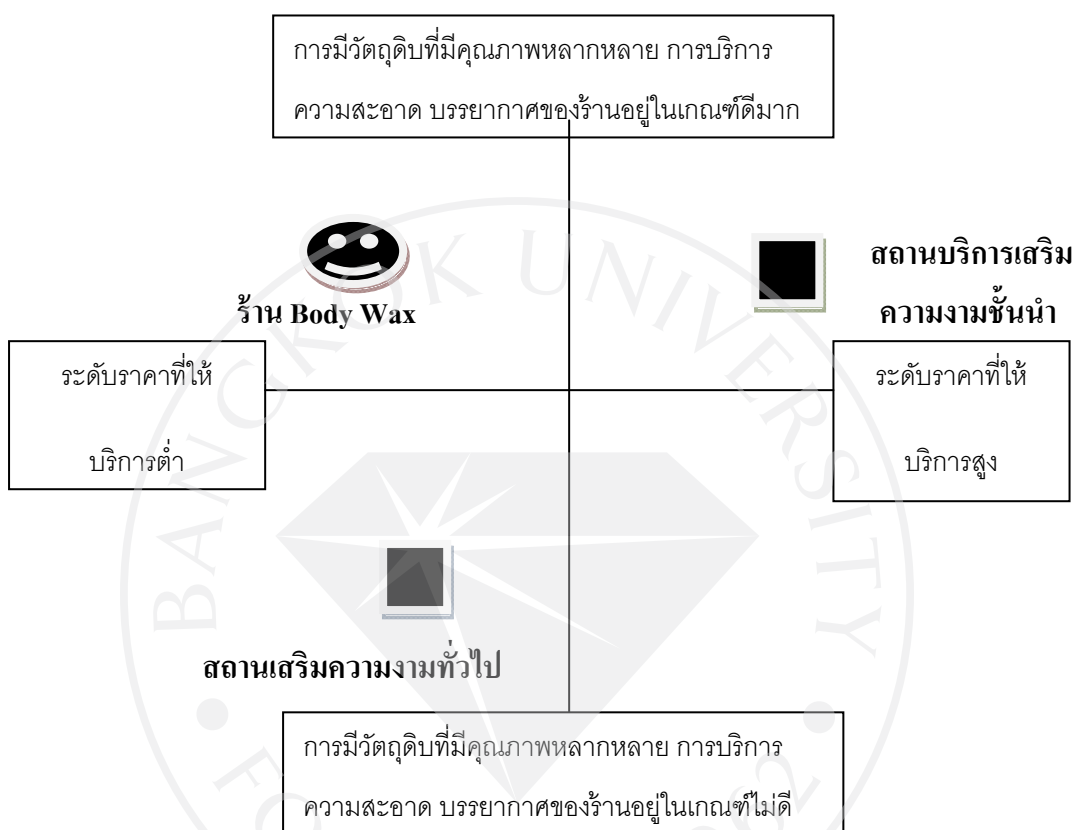 การมีวัตถุดิบที่มีคุณภาพหลากหลาย การบริการ
ความสะอาด บรรยากาศของร้านอยู่ในเกณฑ์ดีมาก
ร้าน Body Wax
สถานบริการเสริม
ความงามชั้นนำ
ระดับราคาที่ให้
บริการต่ำ
ระดับราคาที่ให้
บริการสูง
สถานเสริมความงามทั่วไป
การมีวัตถุดิบที่มีคุณภาพหลากหลาย การบริการ
ความสะอาด บรรยากาศของร้านอยู่ในเกณฑ์ไม่ดี
BANGKOK UNIVERSITY